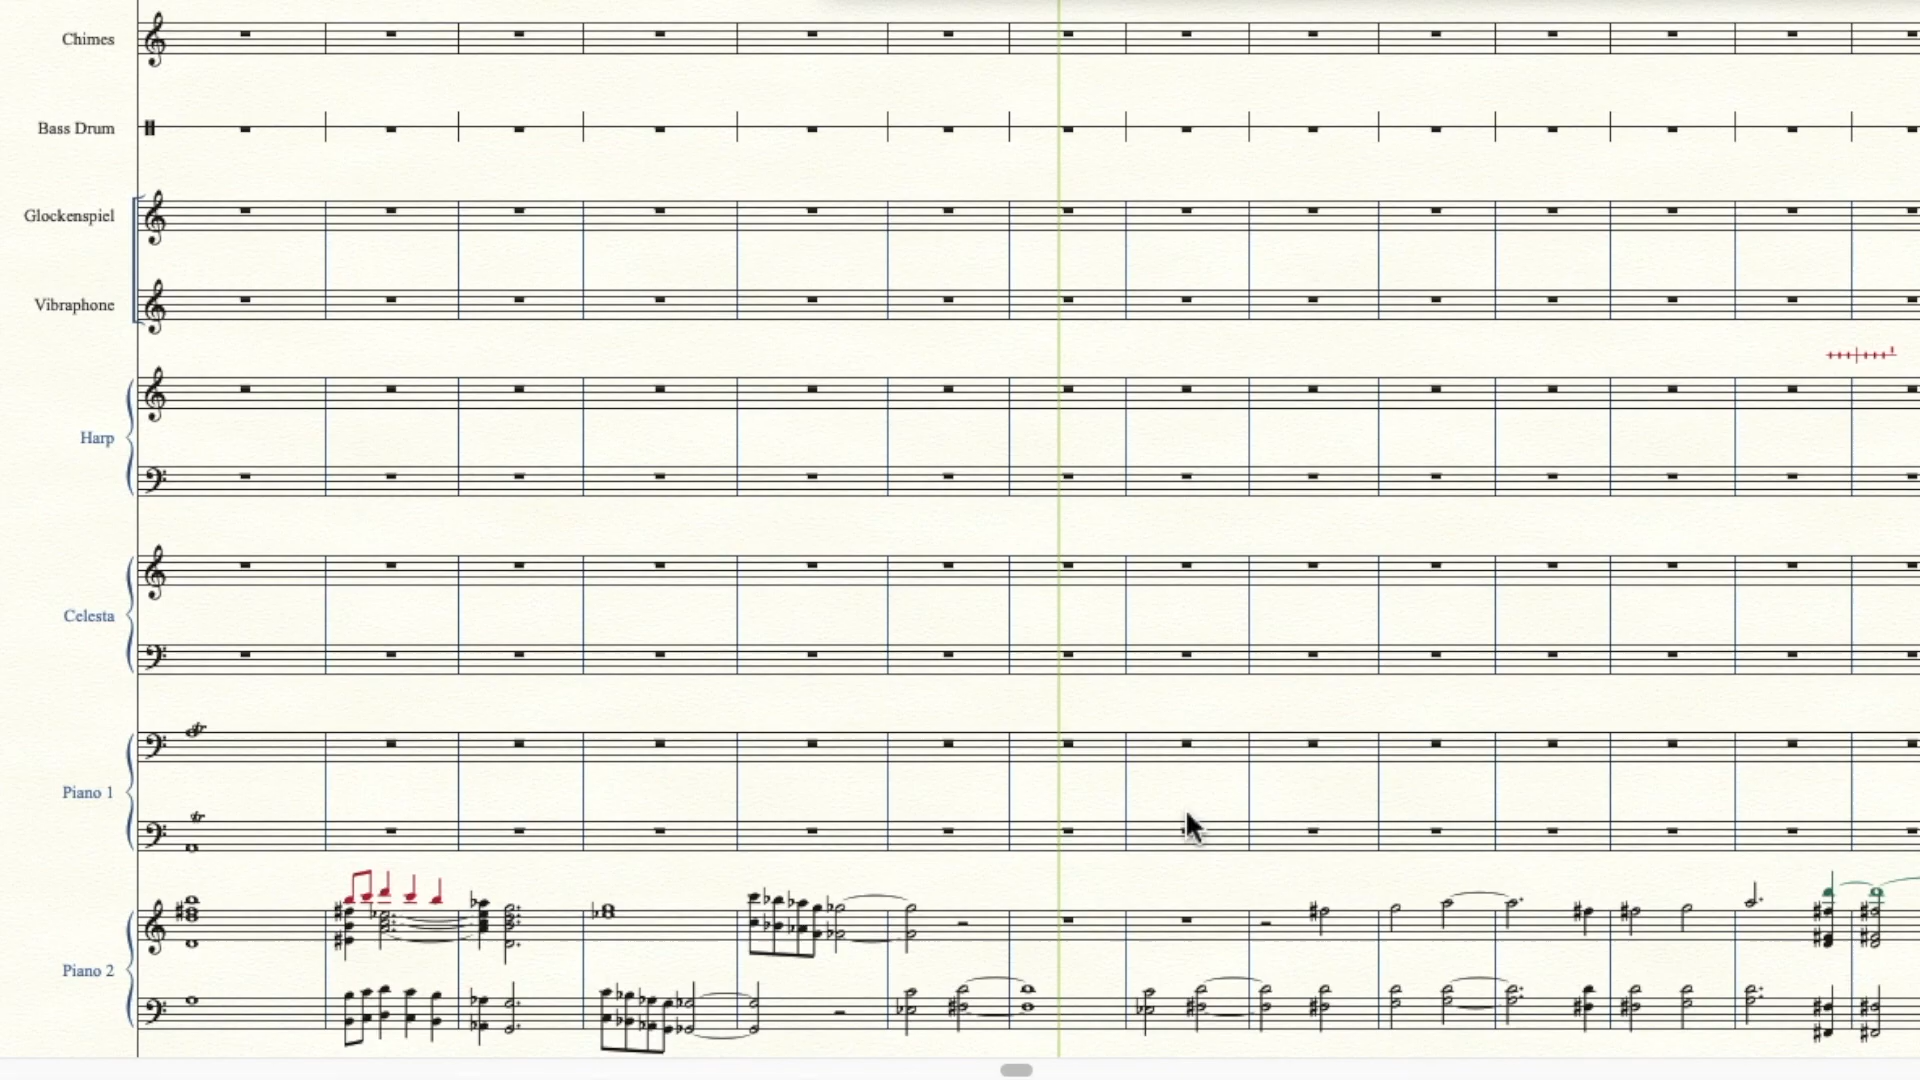 Chimes
Bass Drum
Glockenspiel
Vibraphone
Harp
Celesta
Piano 1
Piano 2